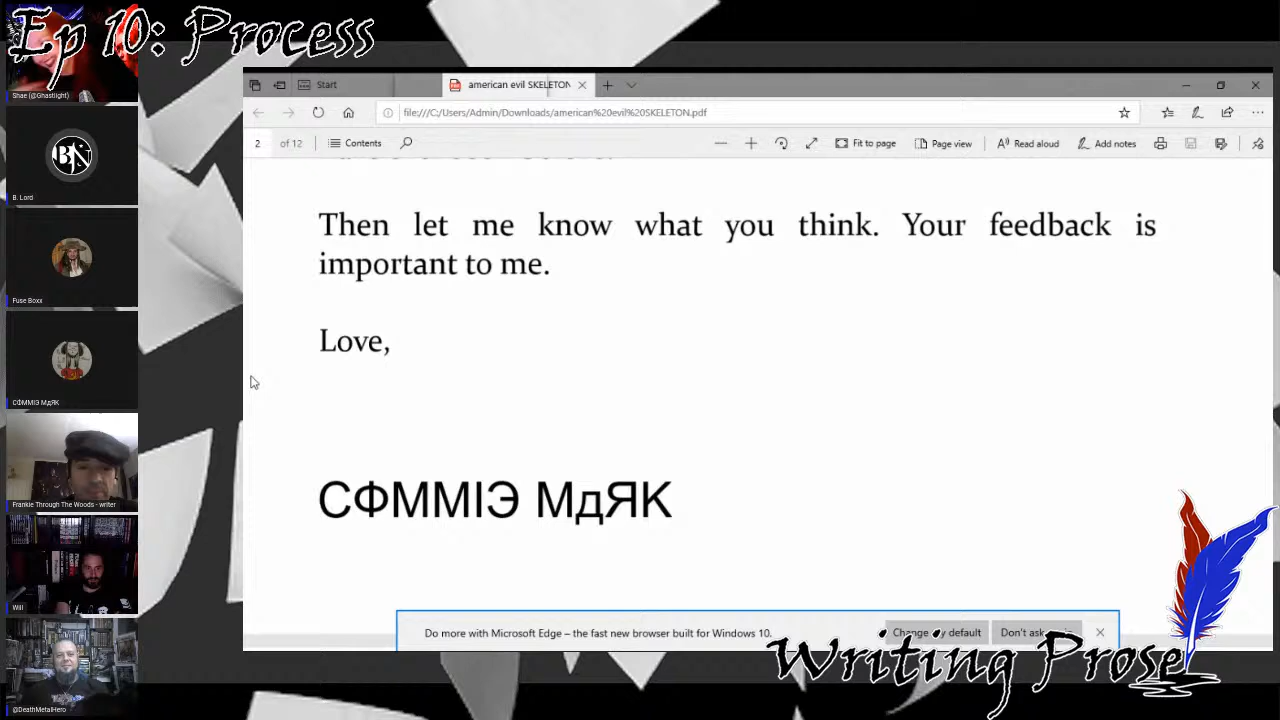 Ep 10: Process
Shae (@Ghastlight)
B. Lord
Fuse Boxx
СФММІЭ МдЯК
Frankie Through The Woods - writer
Will
@DeathMetalHero
Start
american evil SKELETON
file:///C:/Users/Admin/Downloads/american%20evil%20SKELETON.pdf
2 of 12
Contents
Fit to page
Page view
Read aloud
Add notes
Then let me know what you think. Your feedback is
important to me.
Love,
СФММІЭ МдЯК
Do more with Microsoft Edge – the fast new browser built for Windows 10.
Change my default
Don't ask
Writing Prose